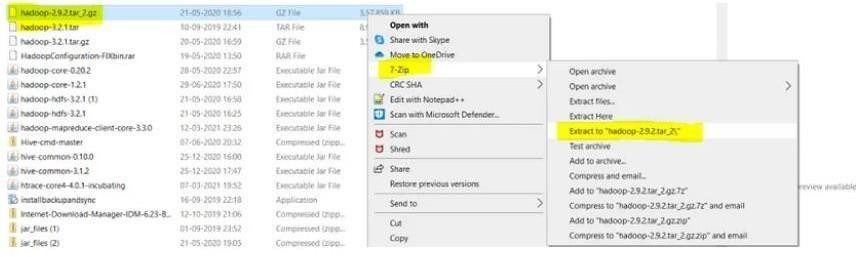 hadoop-2.9.2.tar_2.gz 21-05-2020 18:56 GZ File 3,57,859 KB
hadoop-3.2.1.tar 10-09-2019 22:41 TAR File
hadoop-3.2.1.tar.gz 20-05-2020 16:59 GZ File
HadoopConfiguration-FIXbin.rar 19-05-2020 13:50 RAR File
hadoop-core-0.20.2 28-05-2020 22:57 Executable Jar File
hadoop-core-1.2.1 29-06-2020 17:50 Executable Jar File
hadoop-hdfs-3.2.1 (1) 21-05-2020 16:58 Executable Jar File
hadoop-hdfs-3.2.1 21-05-2020 16:25 Executable Jar File
hadoop-mapreduce-client-core-3.3.0 12-03-2021 23:26 Executable Jar File
Hive-cmd-master 07-06-2020 20:32 Compressed (zipp...
hive-common-0.10.0 25-12-2020 16:00 Executable Jar File
hive-common-3.1.2 25-12-2020 17:47 Executable Jar File
htrace-core4-4.0.1-incubating 07-03-2021 19:52 Executable Jar File
installbackupandsync 16-09-2019 22:18 Application
Internet-Download-Manager-IDM-6.23-B... 12-10-2019 21:06 Compressed (zipp...
jar_files (1) 01-09-2019 23:52 Compressed (zipp...
jar_files (2) 21-05-2020 19:05 Compressed (zipp...
Open with
Share with Skype
Move to OneDrive
7-Zip
CRC SHA
Edit with Notepad++
Scan with Microsoft Defender...
Scan
Shred
Share
Restore previous versions
Send to
Cut
Copy
Open archive
Open archive
Extract files...
Extract Here
Extract to "hadoop-2.9.2.tar_2\"
Test archive
Add to archive...
Compress and email...
Add to "hadoop-2.9.2.tar_2.gz.7z"
Compress to "hadoop-2.9.2.tar_2.gz.7z" and email
Add to "hadoop-2.9.2.tar_2.gz.zip"
Compress to "hadoop-2.9.2.tar_2.gz.zip" and email
review available